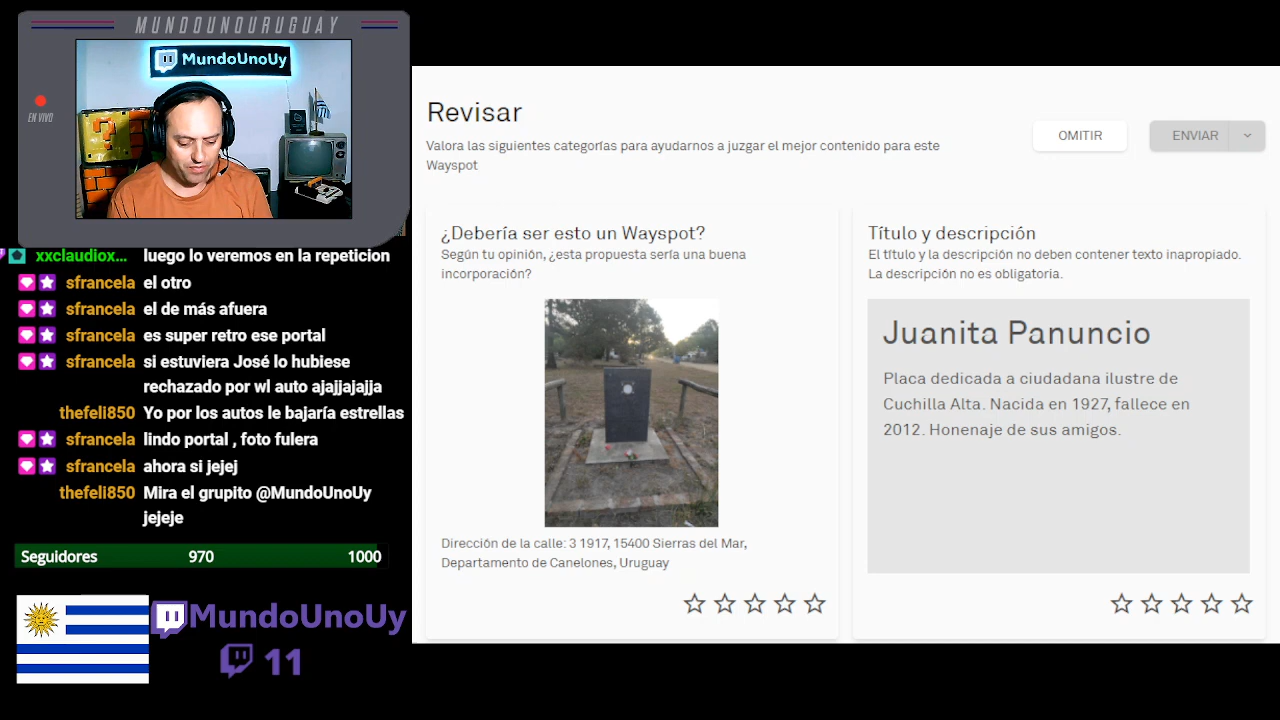 MUNDOUNOURUGUAY
MundoUnoUy
EN VIVO
xxclaudiox... luego lo veremos en la repeticion
sfrancela el otro
sfrancela el de más afuera
sfrancela es super retro ese portal
sfrancela si estuviera José lo hubiese
rechazado por wl auto ajajjajajja
thefeli850 Yo por los autos le bajaría estrellas
sfrancela lindo portal , foto fulera
sfrancela ahora si jejej
thefeli850 Mira el grupito @MundoUnoUy
jejeje
Seguidores 970 1000
MundoUnoUy
11
Revisar
Valora las siguientes categorías para ayudarnos a juzgar el mejor contenido para este
Wayspot
OMITIR
ENVIAR
¿Debería ser esto un Wayspot?
Según tu opinión, ¿esta propuesta sería una buena
incorporación?
Dirección de la calle: 3 1917, 15400 Sierras del Mar,
Departamento de Canelones, Uruguay
Título y descripción
El título y la descripción no deben contener texto inapropiado.
La descripción no es obligatoria.
Juanita Panuncio
Placa dedicada a ciudadana ilustre de
Cuchilla Alta. Nacida en 1927, fallece en
2012. Honenaje de sus amigos.